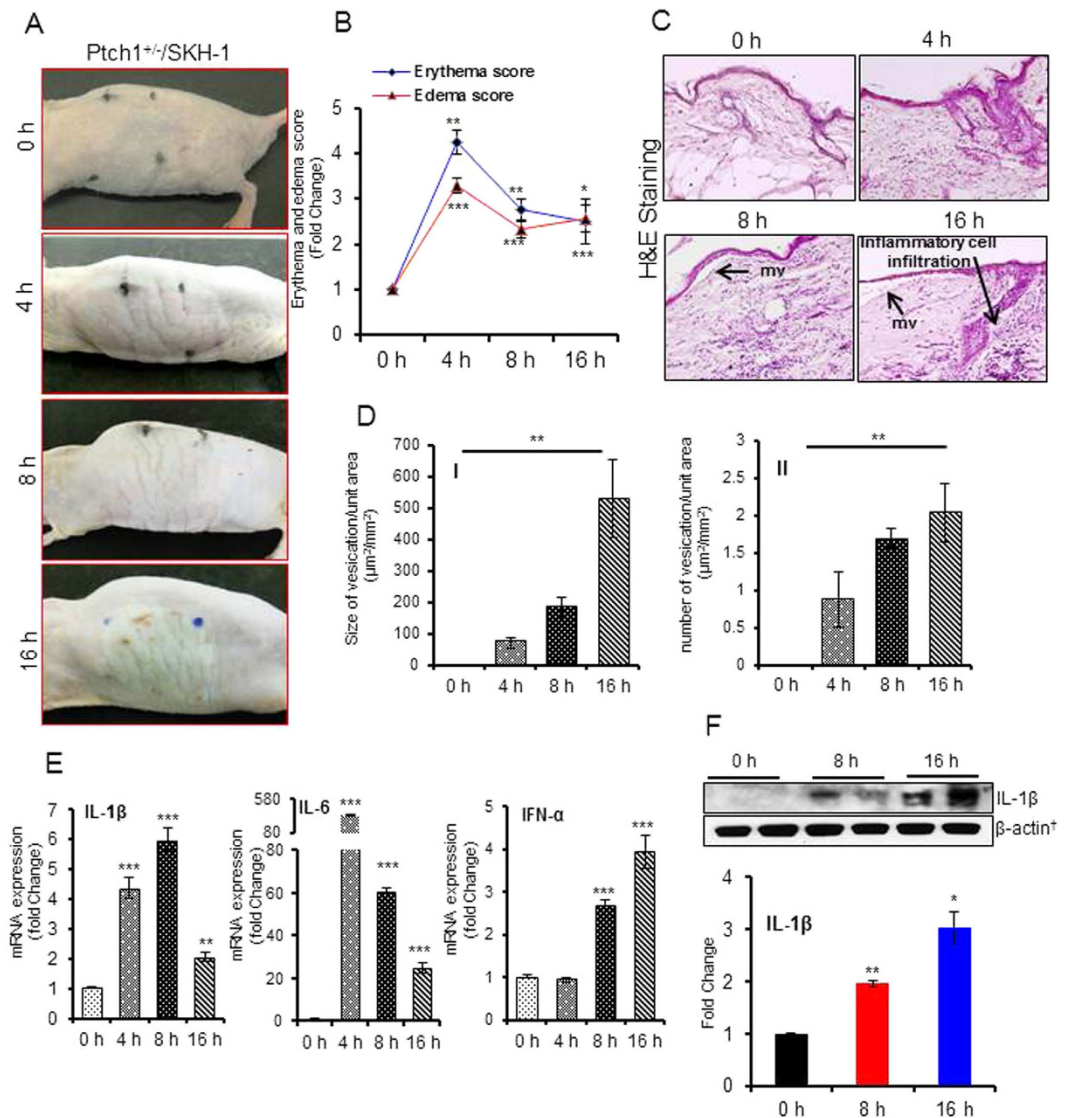 A
Ptch1+/-/SKH-1
0 h
4 h
8 h
16 h
B
Erythema score
Edema score
Erythema and edema score
(Fold Change)
5
4
3
2
1
0
**
***
**
***
*
***
0 h 4 h 8 h 16 h
C
H&E Staining
0 h 4 h
8 h 16 h
mv
Inflammatory cell
infiltration
mv
D
I
**
Size of vesication/unit area
(µm²/mm²)
700
600
500
400
300
200
100
0
0 h 4 h 8 h 16 h
II
**
number of vesication/unit area
(µm²/mm²)
3
2.5
2
1.5
1
0.5
0
0 h 4 h 8 h 16 h
E
IL-1β
mRNA expression
(fold Change)
7
6
5
4
3
2
1
0
***
***
**
0 h 4 h 8 h 16 h
IL-6
mRNA expression
(fold Change)
580
80
80
60
40
20
0
***
***
***
0 h 4 h 8 h 16 h
IFN-α
mRNA expression
(fold Change)
5
4
3
2
1
0
***
***
0 h 4 h 8 h 16 h
F
0 h 8 h 16 h
IL-1β
β-actin†
IL-1β
Fold Change
4
3
2
1
0
**
*
0 h 8 h 16 h